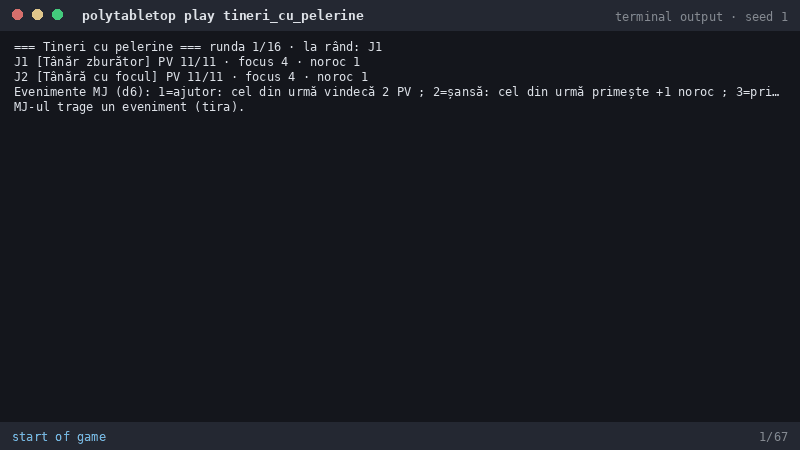 polytabletop play tineri_cu_pelerine
terminal output · seed 1
=== Tineri cu pelerine === runda 1/16 · la rând: J1
J1 [Tânăr zburător] PV 11/11 · focus 4 · noroc 1
J2 [Tânără cu focul] PV 11/11 · focus 4 · noroc 1
Evenimente MJ (d6): 1=ajutor: cel din urmă vindecă 2 PV ; 2=șansă: cel din urmă primește +1 noroc ; 3=pri…
MJ-ul trage un eveniment (tira).
start of game
1/67